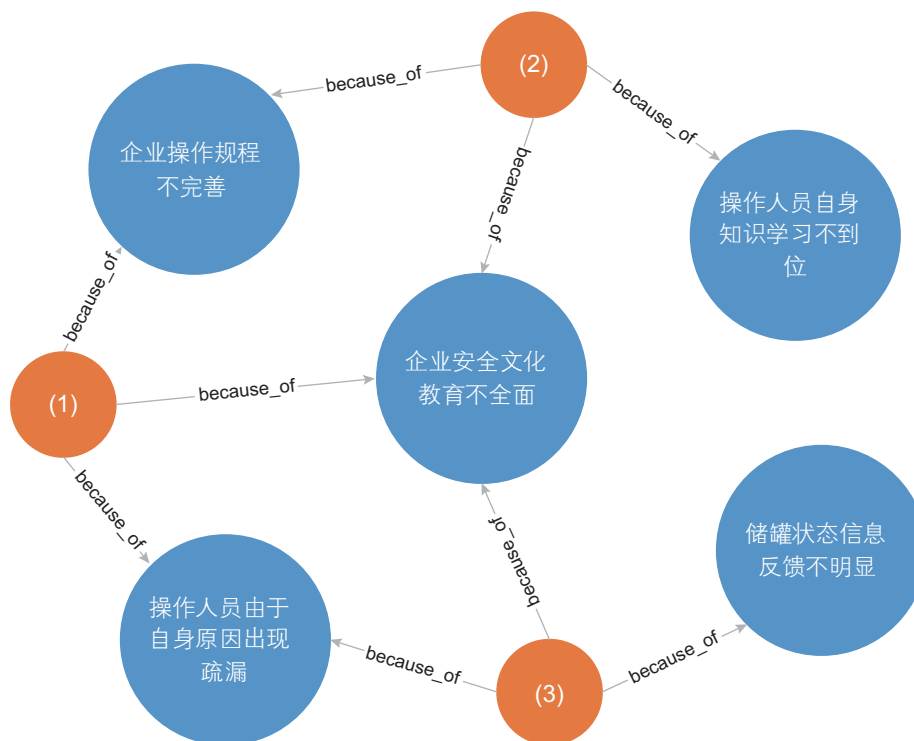 (2)
because_of
because_of
because_of
企业操作规程
不完善
操作人员自身
知识学习不到
位
because_of
企业安全文化
教育不全面
(1)
because_of
because_of
储罐状态信息
反馈不明显
because_of
操作人员由于
自身原因出现
疏漏
because_of
because_of
(3)